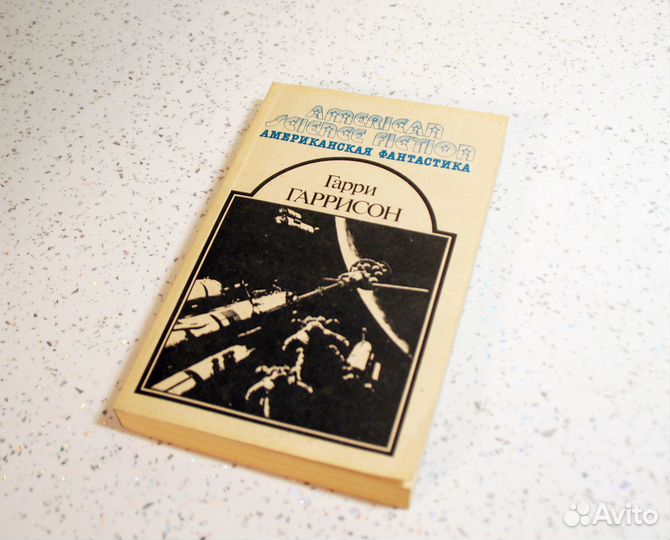 AMERICAN
SCIENCE FICTION
АМЕРИКАНСКАЯ ФАНТАСТИКА
Гарри
ГАРРИСОН
Avito